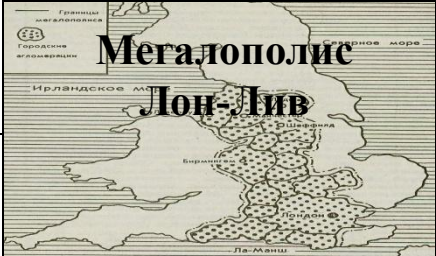 Границы
мегалополиса
Городские
агломерации
Мегалополис
Лон-Лив
Северное море
Ирландское мо
Шеффилд
Бирмингем
Лондон
Ла-Манш